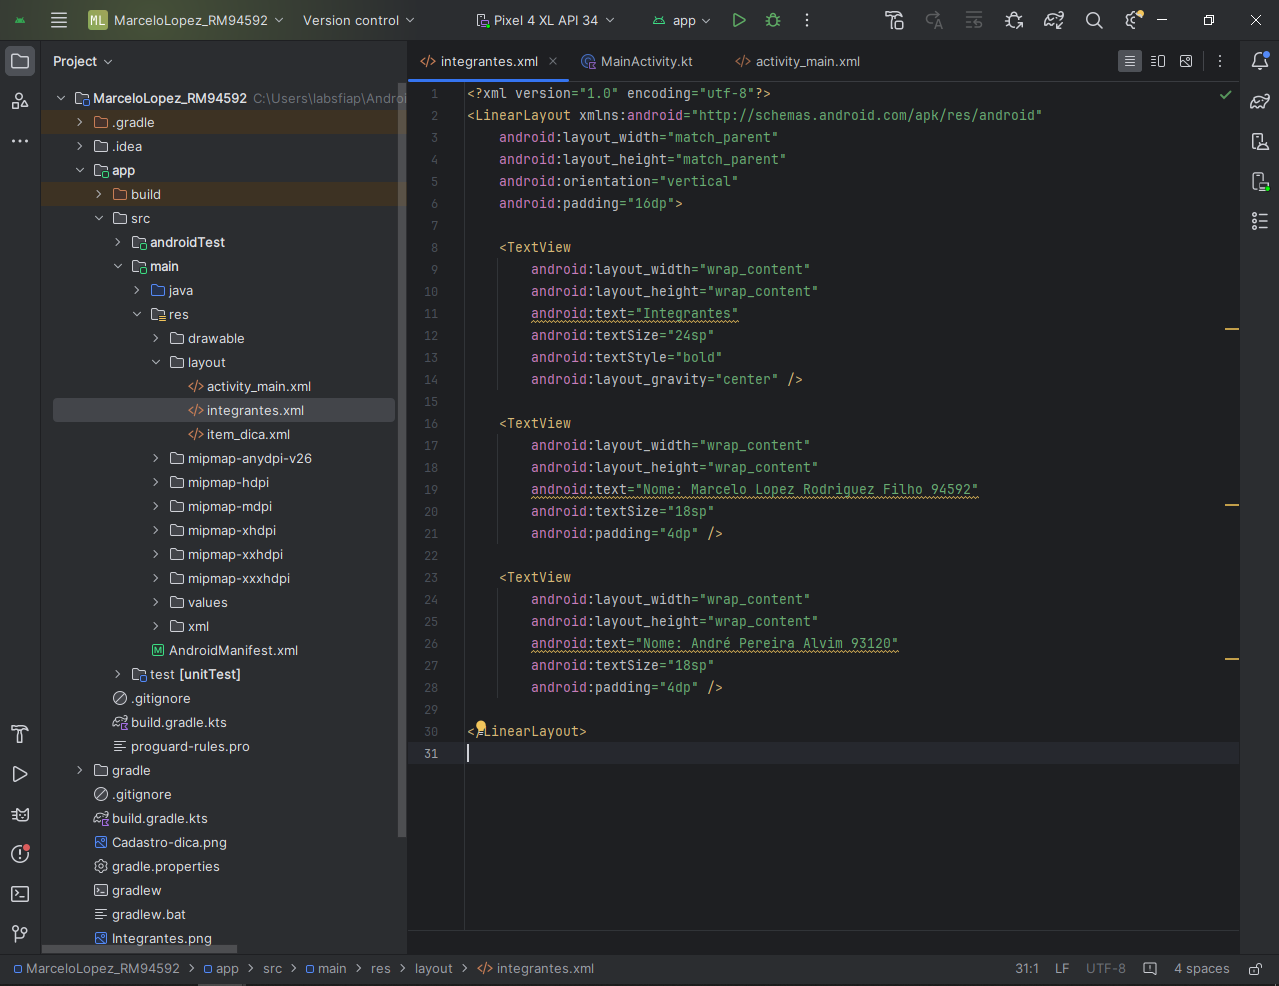 ML MarceloLopez_RM94592 Version control Pixel 4 XL API 34 app
Project
integrantes.xml MainActivity.kt activity_main.xml
MarceloLopez_RM94592 C:\Users\labsfiap\Androi
.gradle
.idea
app
build
src
androidTest
main
java
res
drawable
layout
activity_main.xml
integrantes.xml
item_dica.xml
mipmap-anydpi-v26
mipmap-hdpi
mipmap-mdpi
mipmap-xhdpi
mipmap-xxhdpi
mipmap-xxxhdpi
values
xml
AndroidManifest.xml
test [unitTest]
.gitignore
build.gradle.kts
proguard-rules.pro
gradle
.gitignore
build.gradle.kts
Cadastro-dica.png
gradle.properties
gradlew
gradlew.bat
Integrantes.png
1 <?xml version="1.0" encoding="utf-8"?>
2 <LinearLayout xmlns:android="http://schemas.android.com/apk/res/android"
3 android:layout_width="match_parent"
4 android:layout_height="match_parent"
5 android:orientation="vertical"
6 android:padding="16dp">
7
8 <TextView
9 android:layout_width="wrap_content"
10 android:layout_height="wrap_content"
11 android:text="Integrantes"
12 android:textSize="24sp"
13 android:textStyle="bold"
14 android:layout_gravity="center" />
15
16 <TextView
17 android:layout_width="wrap_content"
18 android:layout_height="wrap_content"
19 android:text="Nome: Marcelo Lopez Rodriguez Filho 94592"
20 android:textSize="18sp"
21 android:padding="4dp" />
22
23 <TextView
24 android:layout_width="wrap_content"
25 android:layout_height="wrap_content"
26 android:text="Nome: André Pereira Alvim 93120"
27 android:textSize="18sp"
28 android:padding="4dp" />
29
30 </LinearLayout>
31
MarceloLopez_RM94592 > app > src > main > res > layout > integrantes.xml 31:1 LF UTF-8 4 spaces